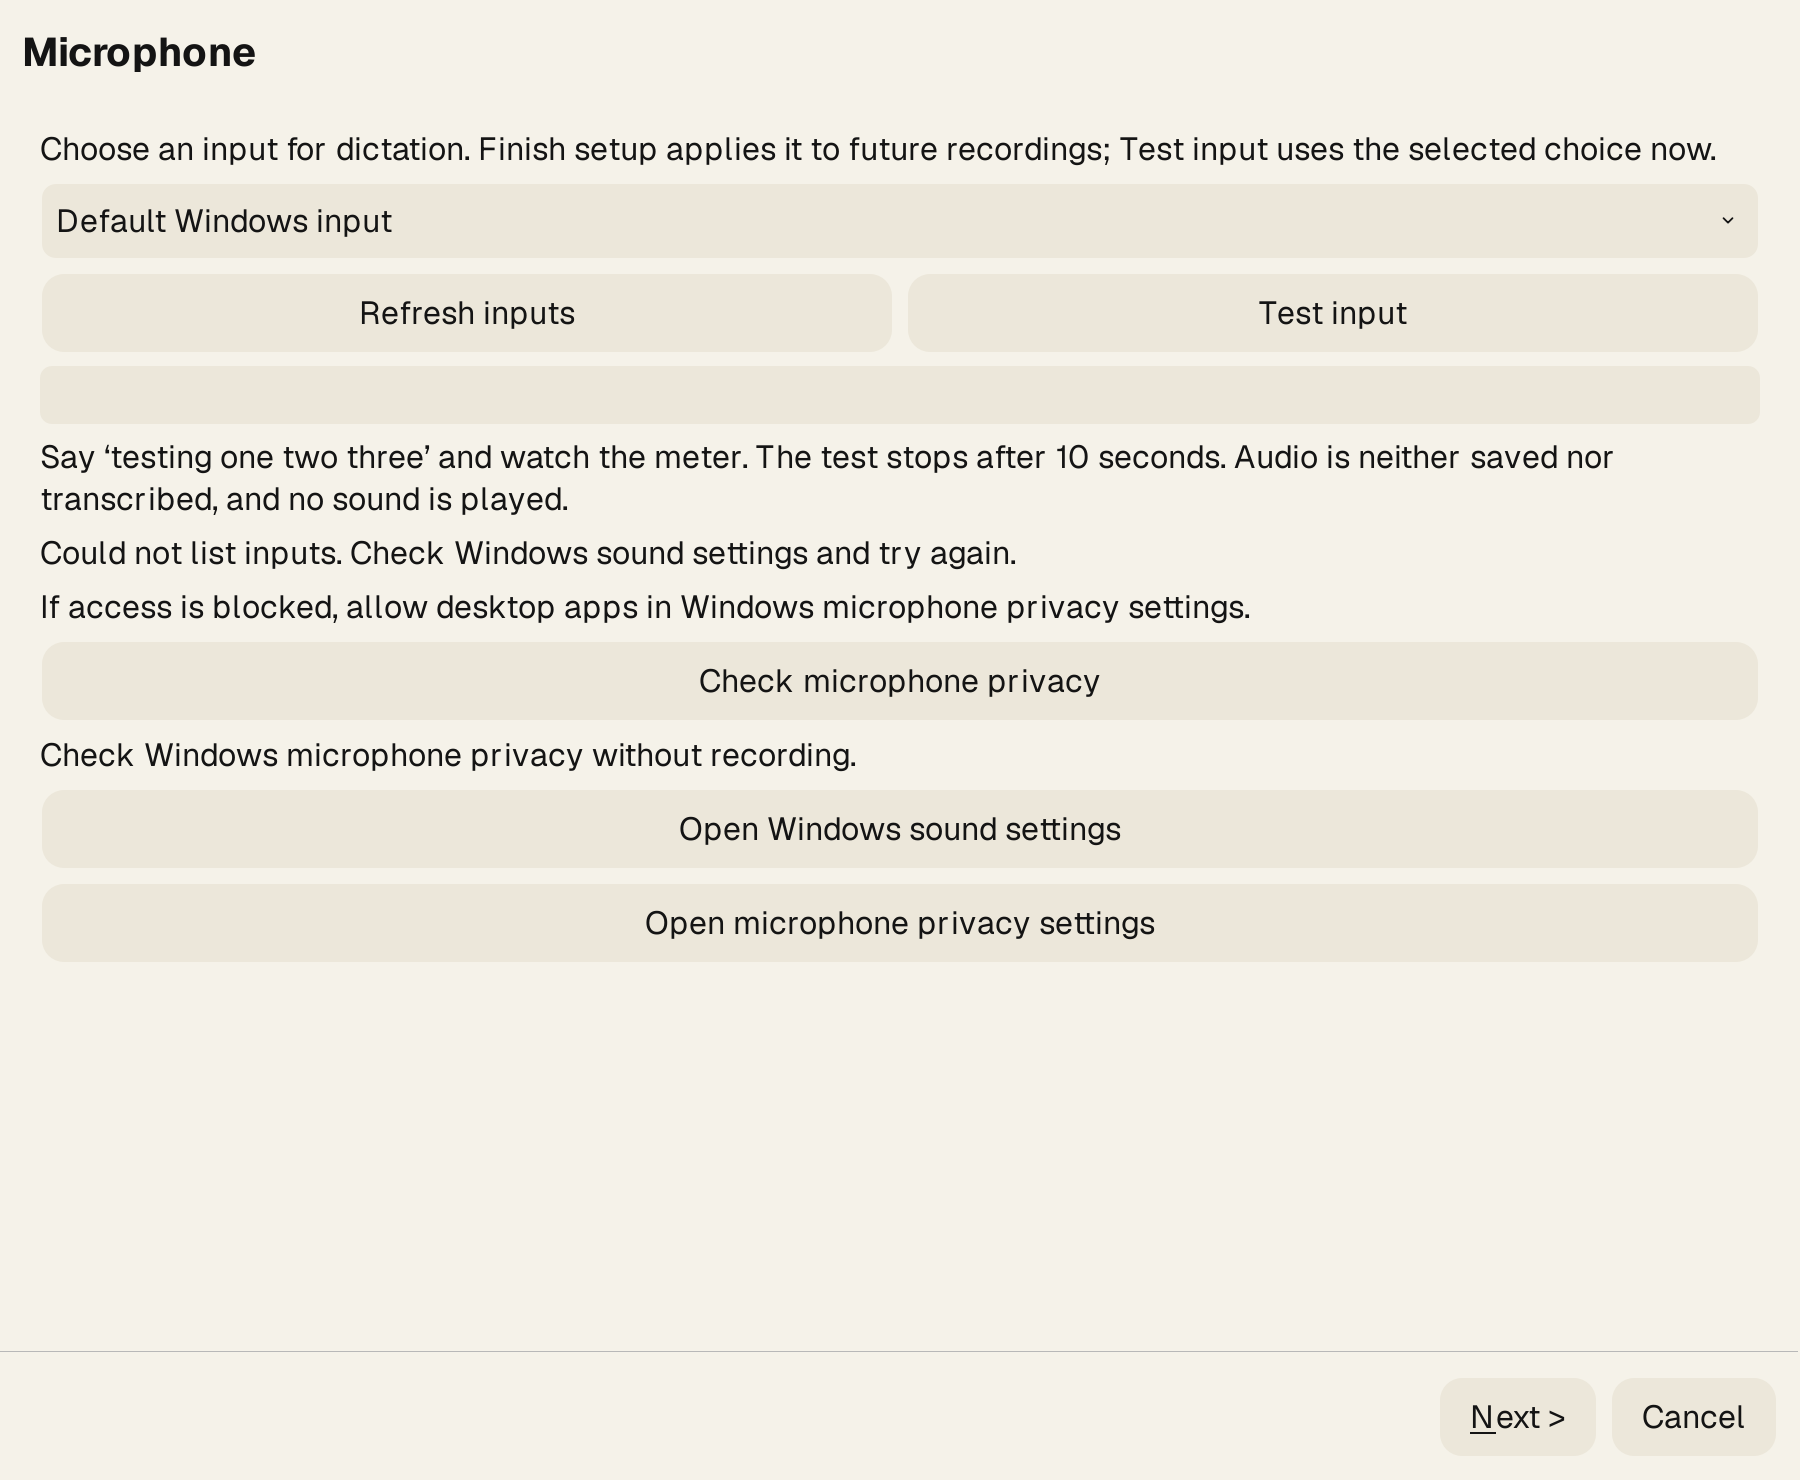 Microphone
Choose an input for dictation. Finish setup applies it to future recordings; Test input uses the selected choice now.
Default Windows input
Refresh inputs
Test input
Say ‘testing one two three’ and watch the meter. The test stops after 10 seconds. Audio is neither saved nor
transcribed, and no sound is played.
Could not list inputs. Check Windows sound settings and try again.
If access is blocked, allow desktop apps in Windows microphone privacy settings.
Check microphone privacy
Check Windows microphone privacy without recording.
Open Windows sound settings
Open microphone privacy settings
Next >
Cancel